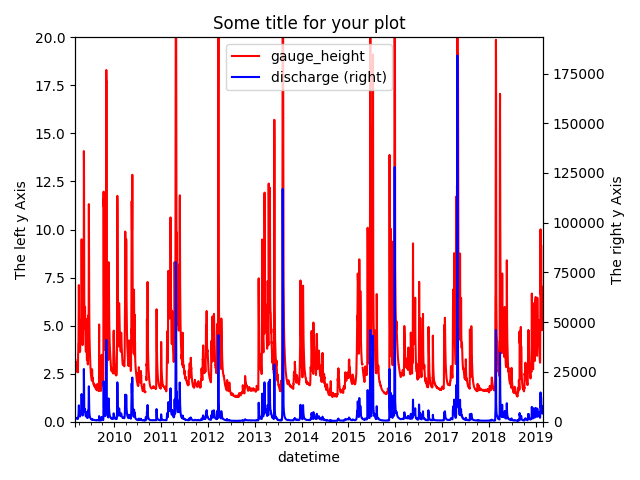 Some title for your plot
gauge_height
discharge (right)
The left y Axis
20.0
17.5
15.0
12.5
10.0
7.5
5.0
2.5
0.0
The right y Axis
175000
150000
125000
100000
75000
50000
25000
0
2010 2011 2012 2013 2014 2015 2016 2017 2018 2019
datetime